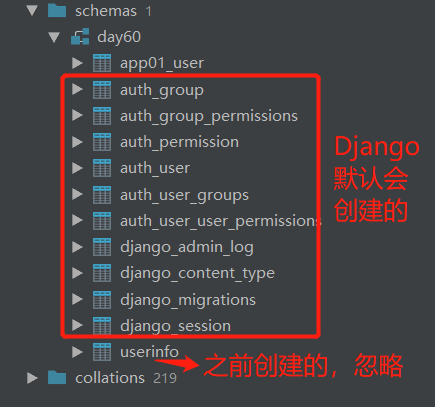 schemas 1
day60
app01_user
auth_group
auth_group_permissions
auth_permission
auth_user
auth_user_groups
auth_user_user_permissions
django_admin_log
django_content_type
django_migrations
django_session
userinfo
collations 219
Django
默认会
创建的
之前创建的，忽略